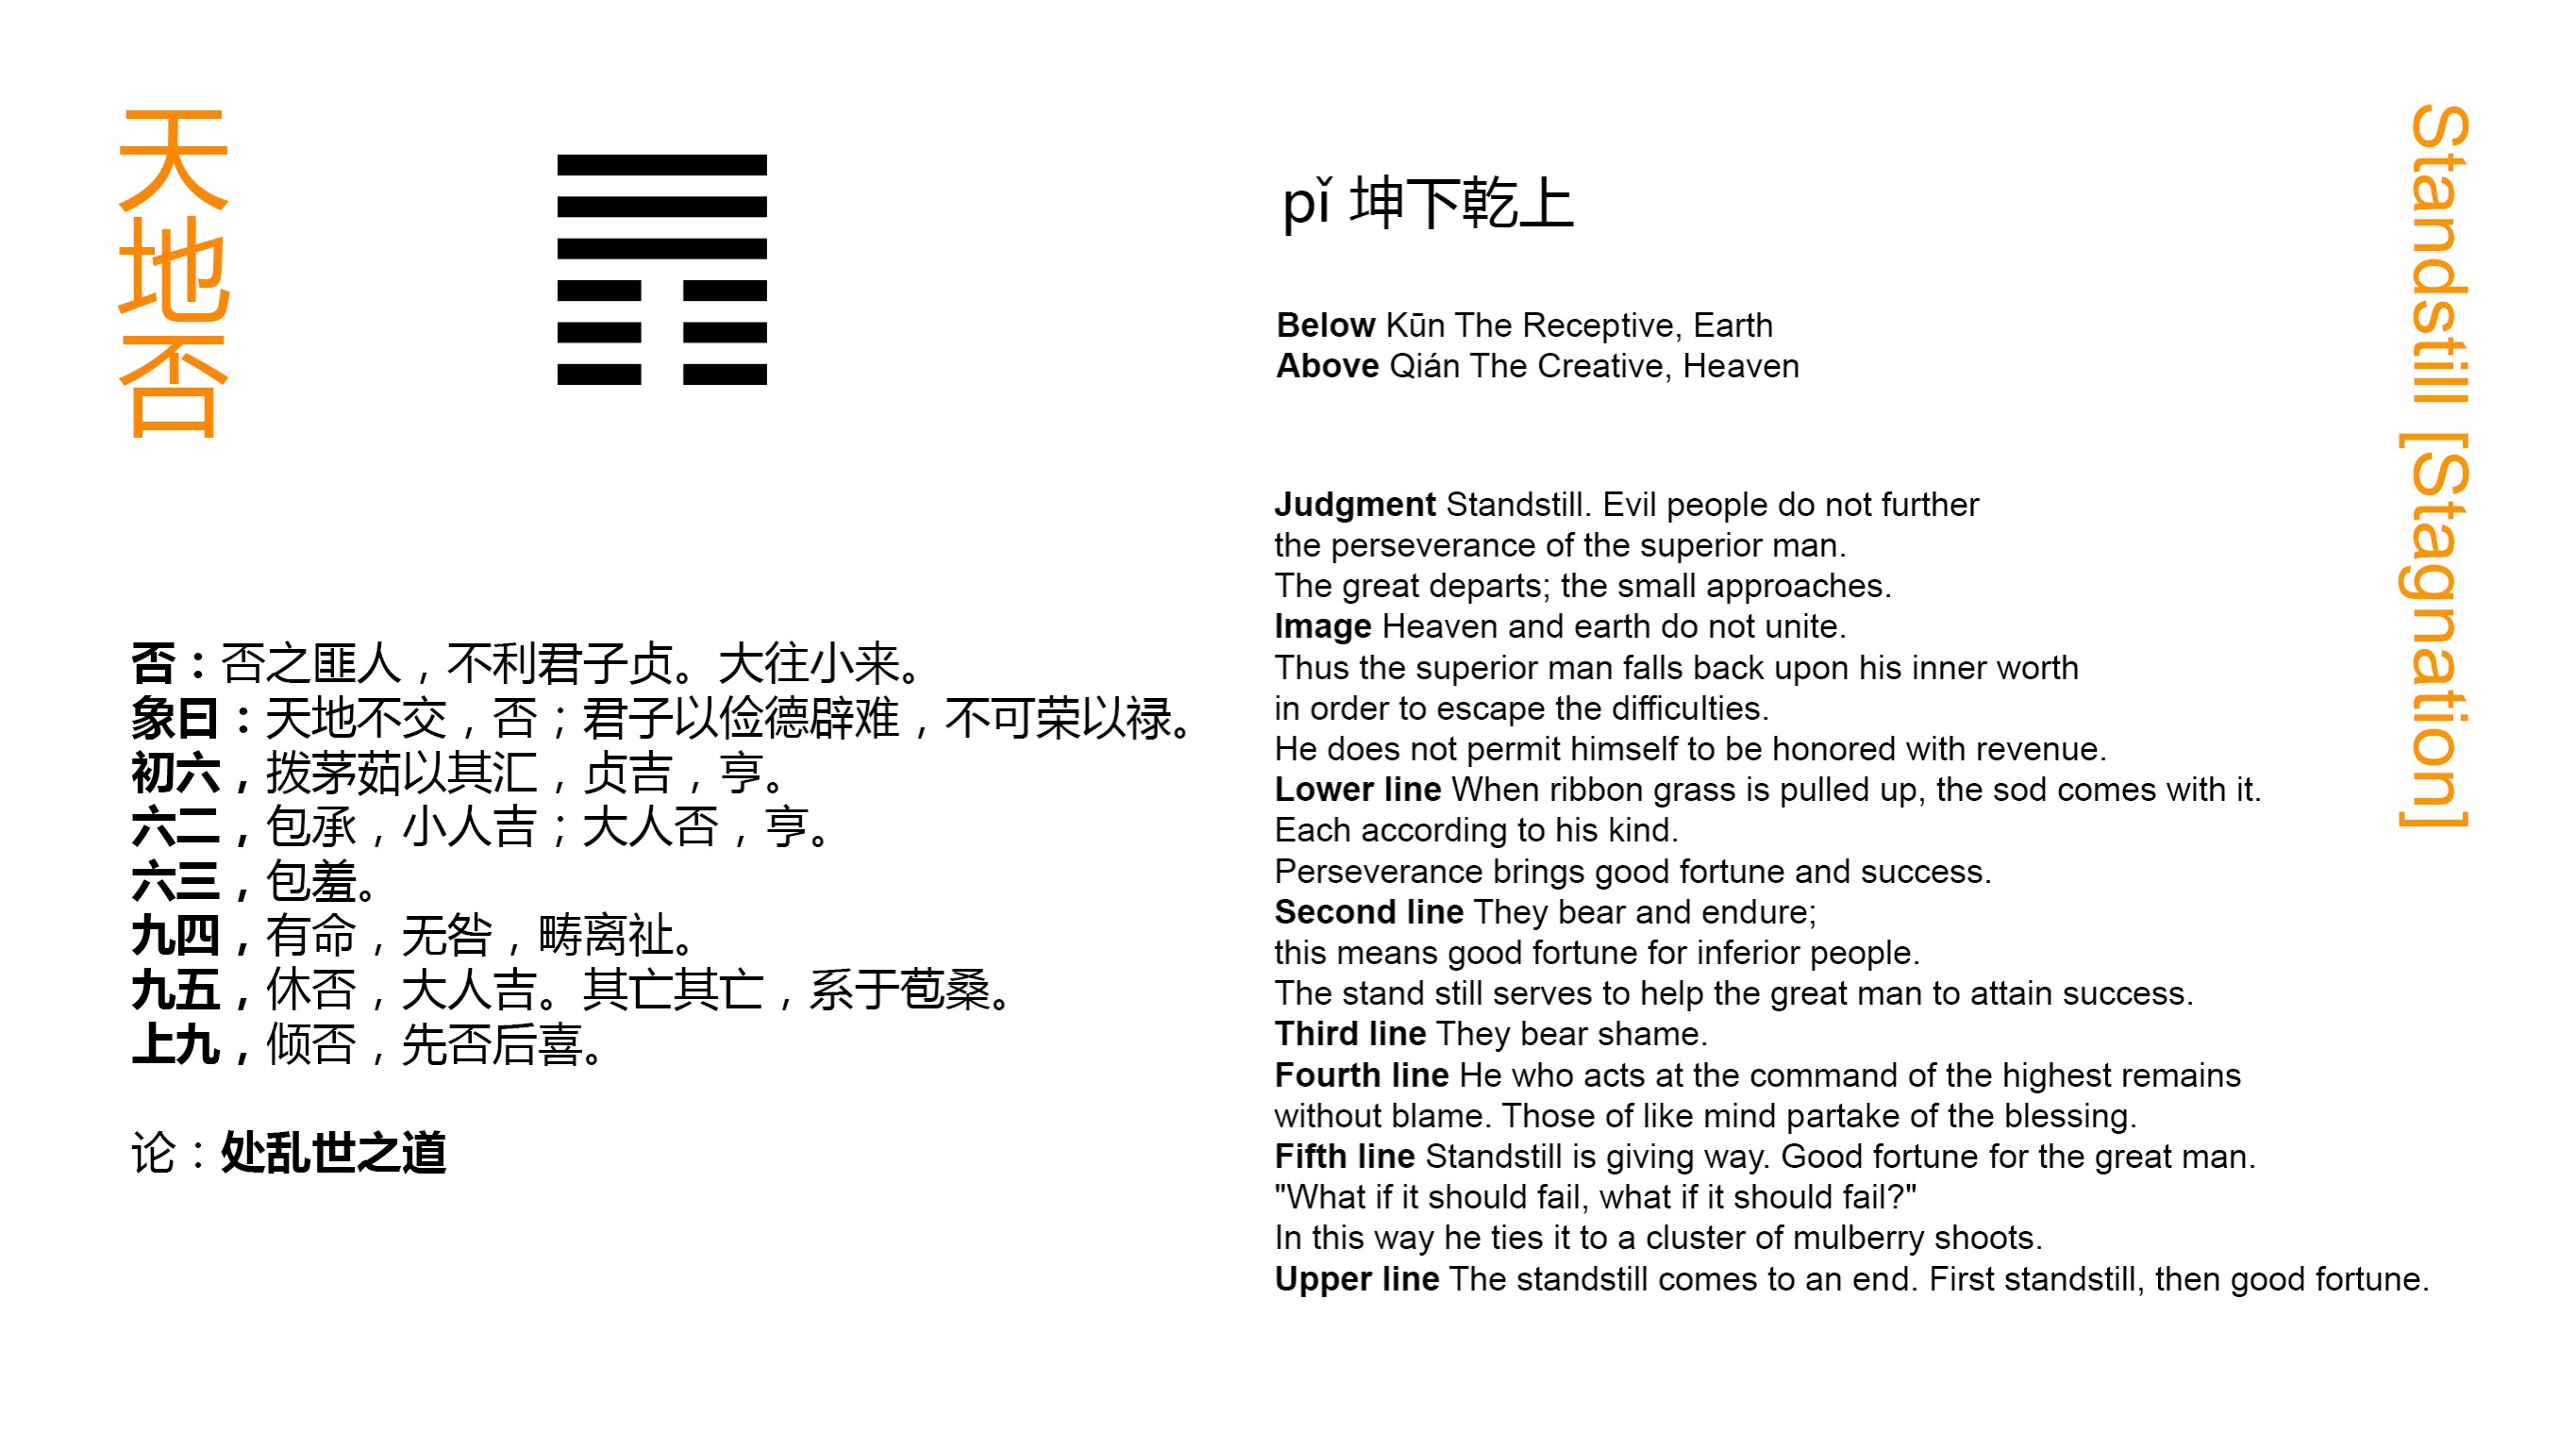 天地否
否：否之匪人，不利君子贞。大往小来。
象曰：天地不交，否；君子以俭德辟难，不可荣以禄。
初六，拨茅茹以其汇，贞吉，亨。
六二，包承，小人吉；大人否，亨。
六三，包羞。
九四，有命，无咎，畴离祉。
九五，休否，大人吉。其亡其亡，系于苞桑。
上九，倾否，先否后喜。
论：处乱世之道
pǐ 坤下乾上
Below Kūn The Receptive, Earth
Above Qián The Creative, Heaven
Judgment Standstill. Evil people do not further
the perseverance of the superior man.
The great departs; the small approaches.
Image Heaven and earth do not unite.
Thus the superior man falls back upon his inner worth
in order to escape the difficulties.
He does not permit himself to be honored with revenue.
Lower line When ribbon grass is pulled up, the sod comes with it.
Each according to his kind.
Perseverance brings good fortune and success.
Second line They bear and endure;
this means good fortune for inferior people.
The stand still serves to help the great man to attain success.
Third line They bear shame.
Fourth line He who acts at the command of the highest remains
without blame. Those of like mind partake of the blessing.
Fifth line Standstill is giving way. Good fortune for the great man.
"What if it should fail, what if it should fail?"
In this way he ties it to a cluster of mulberry shoots.
Upper line The standstill comes to an end. First standstill, then good fortune.
Standstill [Stagnation]